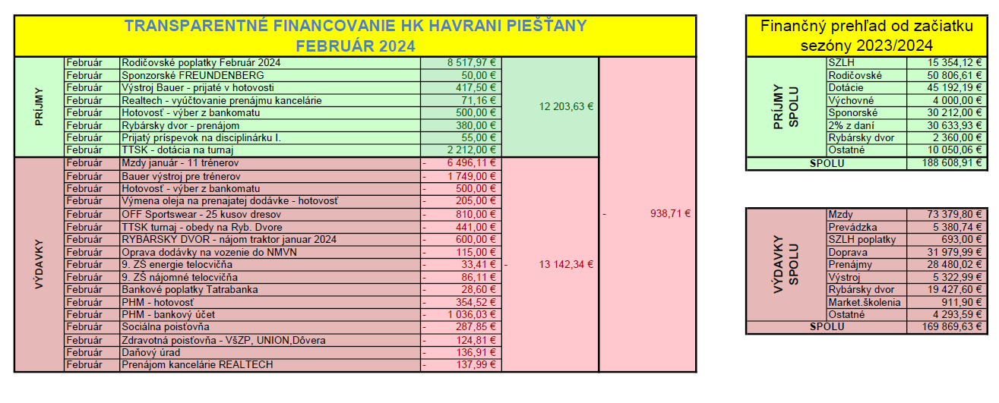 TRANSPARENTNÉ FINANCOVANIE HK HAVRANI PIEŠŤANY
FEBRUÁR 2024
PRÍJMY
Február Rodičovské poplatky Február 2024 8 517,97 €
Február Sponzorské FREUNDENBERG 50,00 €
Február Výstroj Bauer - prijaté v hotovosti 417,50 €
Február Realtech - vyúčtovanie prenájmu kancelárie 71,16 €
Február Hotovosť - výber z bankomatu 500,00 €
Február Rybársky dvor - prenájom 380,00 €
Február Prijatý príspevok na disciplinárku I. 55,00 €
Február TTSK - dotácia na turnaj 2 212,00 €
12 203,63 €
VÝDAVKY
Február Mzdy január - 11 trénerov - 6 496,11 €
Február Bauer výstroj pre trénerov - 1 749,00 €
Február Hotovosť - výber z bankomatu - 500,00 €
Február Výmena oleja na prenajatej dodávke - hotovosť - 205,00 €
Február OFF Sportswear - 25 kusov dresov - 810,00 €
Február TTSK turnaj - obedy na Ryb. Dvore - 441,00 €
Február RYBÁRSKY DVOR - nájom traktor januar 2024 - 600,00 €
Február Oprava dodávky na vozenie do NMVN - 115,00 €
Február 9. ZŠ energie telocvičňa - 33,41 €
Február 9. ZŠ nájomné telocvičňa - 86,11 €
Február Bankové poplatky Tatrabanka - 28,60 €
Február PHM - hotovosť - 354,52 €
Február PHM - bankový účet - 1 036,03 €
Február Sociálna poisťovňa - 287,85 €
Február Zdravotná poisťovňa - VšZP, UNION,Dôvera - 124,81 €
Február Daňový úrad - 136,91 €
Február Prenájom kancelárie REALTECH - 137,99 €
- 13 142,34 €
- 938,71 €
Finančný prehľad od začiatku
sezóny 2023/2024
PRÍJMY
SPOLU
SZLH 15 354,12 €
Rodičovské 50 806,61 €
Dotácie 45 192,19 €
Výchovné 4 000,00 €
Sponorské 30 212,00 €
2% z daní 30 633,93 €
Rybársky dvor 2 360,00 €
Ostatné 10 050,06 €
SPOLU 188 608,91 €
VÝDAVKY
SPOLU
Mzdy 73 379,80 €
Prevádzka 5 380,74 €
SZLH poplatky 693,00 €
Doprava 31 979,99 €
Prenájmy 28 480,02 €
Výstroj 5 322,99 €
Rybársky dvor 19 427,60 €
Market.školenia 911,90 €
Ostatné 4 293,59 €
SPOLU 169 869,63 €